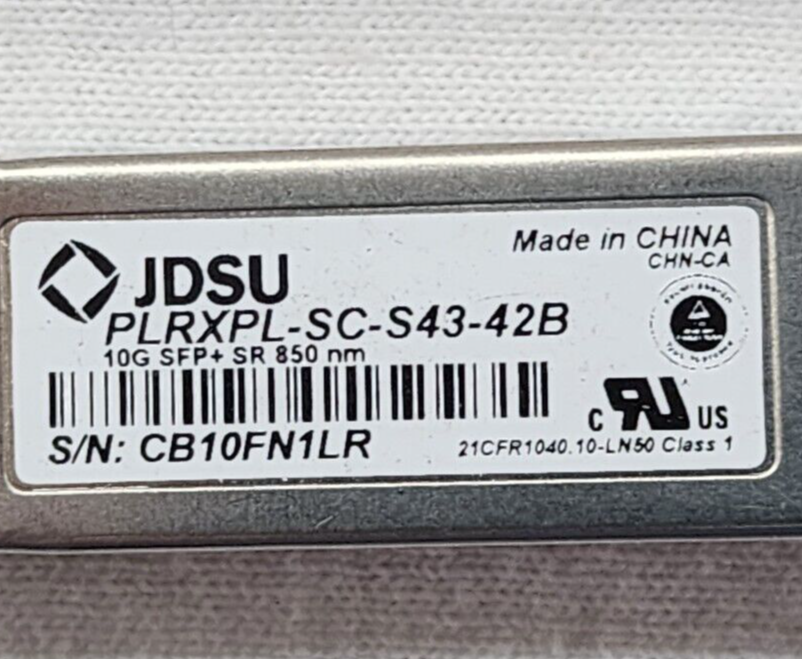 JDSU
Made in CHINA
CHN-CA
PLRXPL-SC-S43-42B
10G SFP+ SR 850 nm
S/N: CB10FN1LR
C US
21CFR1040.10-LN50 Class 1